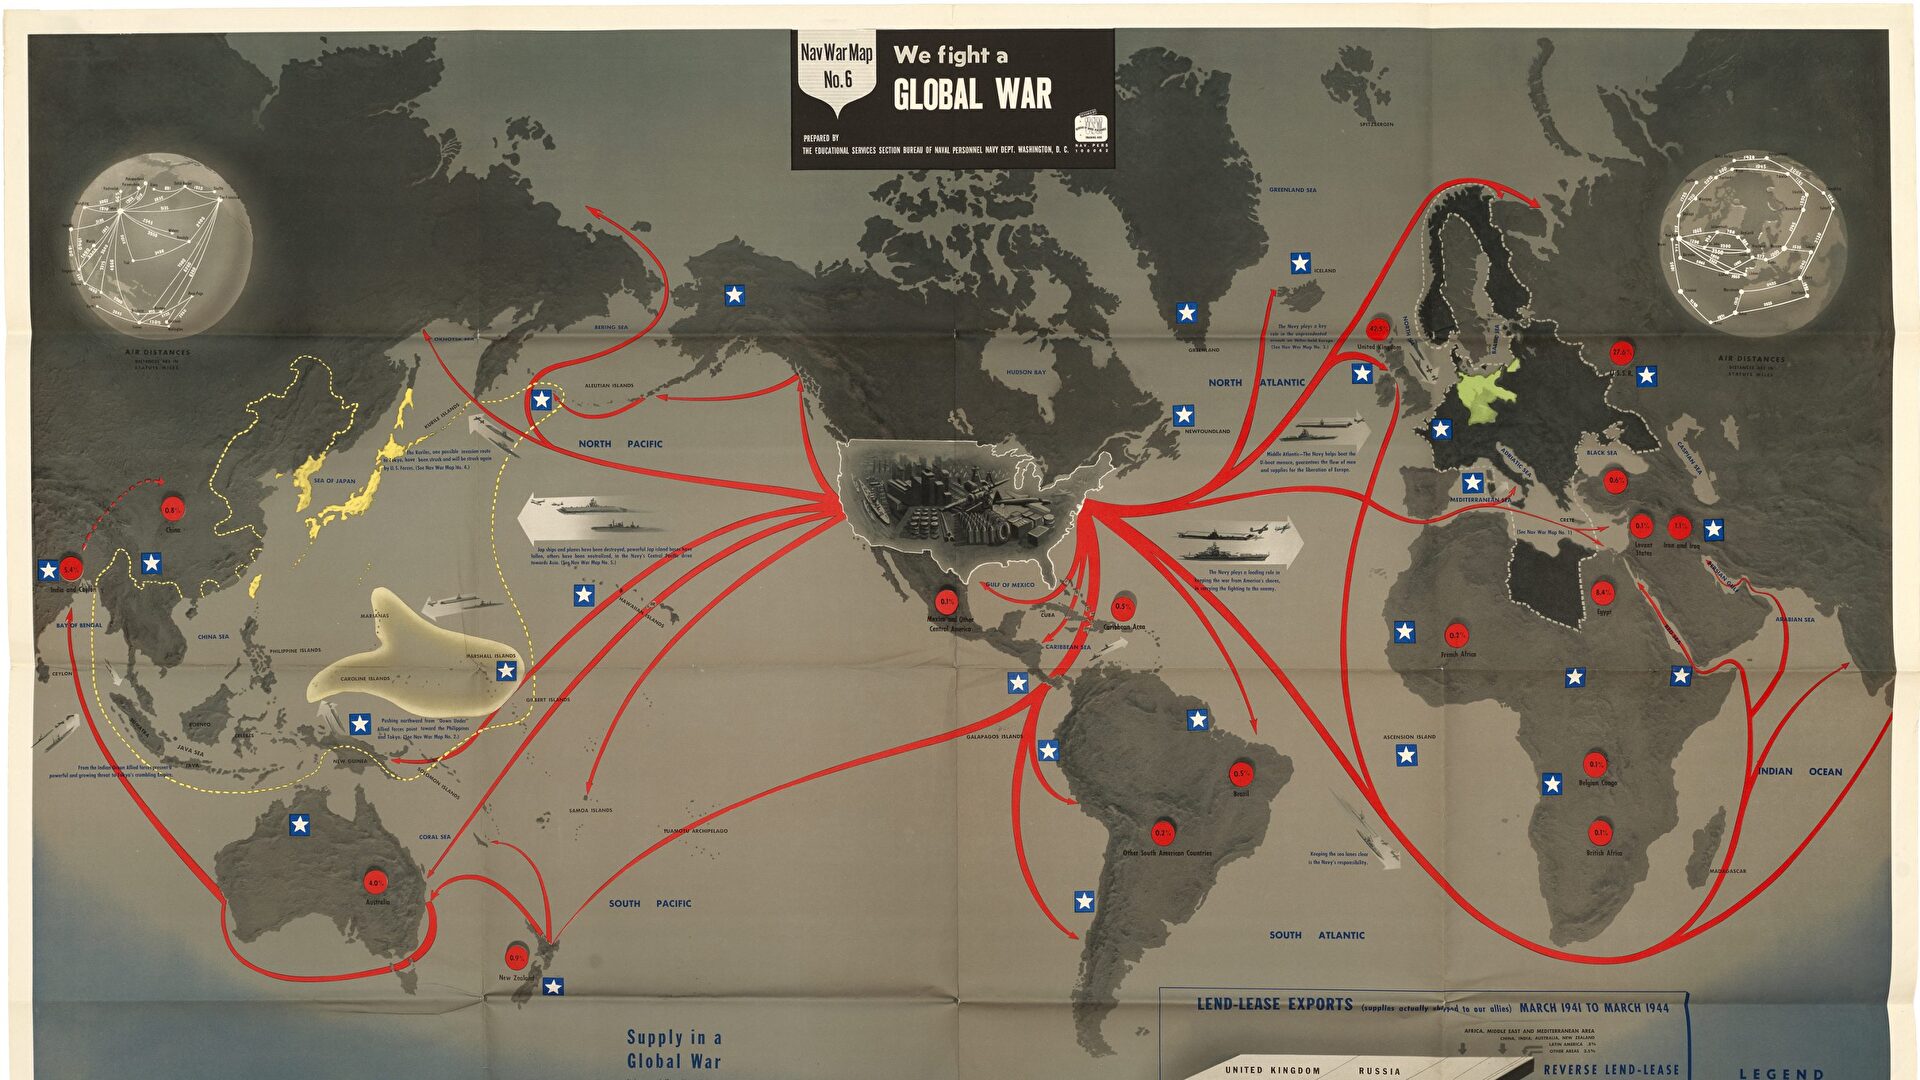 Nav War Map
No. 6
We fight a
GLOBAL WAR
PREPARED BY
THE EDUCATIONAL SERVICES SECTION BUREAU OF NAVAL PERSONNEL NAVY DEPT. WASHINGTON, D. C.
NAV. PERS
AIR DISTANCES
DISTANCES ARE IN
STATUTE MILES
AIR DISTANCES
DISTANCES ARE IN
STATUTE MILES
SPITZBERGEN
GREENLAND SEA
ICELAND
GREENLAND
HUDSON BAY
NORTH ATLANTIC
NEWFOUNDLAND
The Navy plays a key
(See Nav War Map No. 3.)
47.5%
United Kingdom
NORTH
BALTIC SEA
27.6%
U.S.S.R.
BERING SEA
OKHOTSK SEA
ALEUTIAN ISLANDS
KURILE ISLANDS
NORTH PACIFIC
The Kuriles, one possible invasion route
to Tokyo, have been struck and will be struck again
by U. S. Forces. (See Nav War Map No. 4.)
SEA OF JAPAN
Middle Atlantic—The Navy helps beat the
U-boat menace, guarantees the flow of men
and supplies for the liberation of Europe.
ADRIATIC SEA
BLACK SEA
CASPIAN SEA
MEDITERRANEAN SEA
0.6%
CRETE
(See Nav War Map No. 1)
0.1%
Levant
States
1.1%
Iran and Iraq
0.8%
China
5.4%
India and Ceylon
Jap ships and planes have been destroyed, powerful Jap island bases have
fallen, others have been neutralized, in the Navy's Central Pacific drive
towards Asia. (See Nav War Map No. 5.)
The Navy plays a leading role in
keeping the war from America's shores,
in carrying the fighting to the enemy.
GULF OF MEXICO
0.1%
Mexico and Other
Central America
CUBA
0.5%
Caribbean Area
CARIBBEAN SEA
8.4%
Egypt
PERSIAN GULF
RED SEA
ARABIAN SEA
0.2%
French Africa
BAY OF BENGAL
CHINA SEA
MARIANAS
HAWAIIAN ISLANDS
PHILIPPINE ISLANDS
MARSHALL ISLANDS
CAROLINE ISLANDS
CEYLON
GILBERT ISLANDS
SUMATRA
BORNEO
CELEBES
JAVA SEA
JAVA
Pushing northward from "Down Under"
Allied forces point toward the Philippines
and Tokyo. (See Nav War Map No. 2.)
From the Indian Ocean Allied forces present a
powerful and growing threat to Tokyo's crumbling Empire.
NEW GUINEA
SOLOMON ISLANDS
GALAPAGOS ISLANDS
ASCENSION ISLAND
INDIAN OCEAN
0.1%
Belgian Congo
0.5%
Brazil
SAMOA ISLANDS
CORAL SEA
TUAMOTU ARCHIPELAGO
0.2%
Other South American Countries
0.1%
British Africa
Keeping the sea lanes clear
is the Navy's responsibility.
MADAGASCAR
4.0%
Australia
SOUTH PACIFIC
SOUTH ATLANTIC
0.9%
New Zealand
LEND-LEASE EXPORTS (supplies actually shipped to our allies) MARCH 1941 TO MARCH 1944
Supply in a
Global War
AFRICA, MIDDLE EAST AND MEDITERRANEAN AREA
CHINA, INDIA, AUSTRALIA, NEW ZEALAND
LATIN AMERICA .8%
OTHER AREAS 2.5%
UNITED KINGDOM
RUSSIA
REVERSE LEND-LEASE
LEGEND